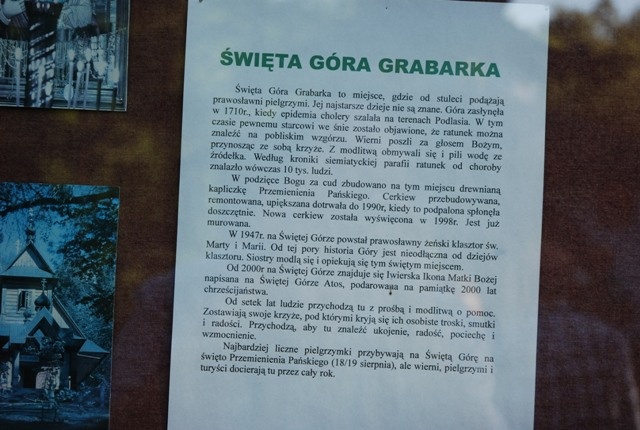 ŚWIĘTA GÓRA GRABARKA
Święta Góra Grabarka to miejsce, gdzie od stuleci podążają
prawosławni pielgrzymi. Jej najstarsze dzieje nie są znane. Góra zasłynęła
w 1710r., kiedy epidemia cholery szalała na terenach Podlasia. W tym
czasie pewnemu starcowi we śnie zostało objawione, że ratunek można
znaleźć na pobliskim wzgórzu. Wierni poszli za głosem Bożym,
przynosząc ze sobą krzyże. Z modlitwą obmywali się i pili wodę ze
źródełka. Według kroniki siemiatyckiej parafii ratunek od choroby
znalazło wówczas 10 tys. ludzi.
W podzięce Bogu za cud zbudowano na tym miejscu drewnianą
kapliczkę Przemienienia Pańskiego. Cerkiew przebudowywana,
remontowana, upiększana dotrwała do 1990r, kiedy to podpalona spłonęła
doszczętnie. Nowa cerkiew została wyświęcona w 1998r. Jest już
murowana.
W 1947r. na Świętej Górze powstał prawosławny żeński klasztor św.
Marty i Marii. Od tej pory historia Góry jest nieodłączna od dziejów
klasztoru. Siostry modlą się i opiekują się tym świętym miejscem.
Od 2000r na Świętej Górze znajduje się Iwierska Ikona Matki Bożej
napisana na Świętej Górze Atos, podarowana na pamiątkę 2000 lat
chrześcijaństwa.
Od setek lat ludzie przychodzą tu z prośbą i modlitwą o pomoc.
Zostawiają swoje krzyże, pod którymi kryją się ich osobiste troski, smutki
i radości. Przychodzą, aby tu znaleźć ukojenie, radość, pociechę i
wzmocnienie.
Najbardziej liczne pielgrzymki przybywają na Świętą Górę na
święto Przemienienia Pańskiego (18/19 sierpnia), ale wierni, pielgrzymi i
turyści docierają tu przez cały rok.